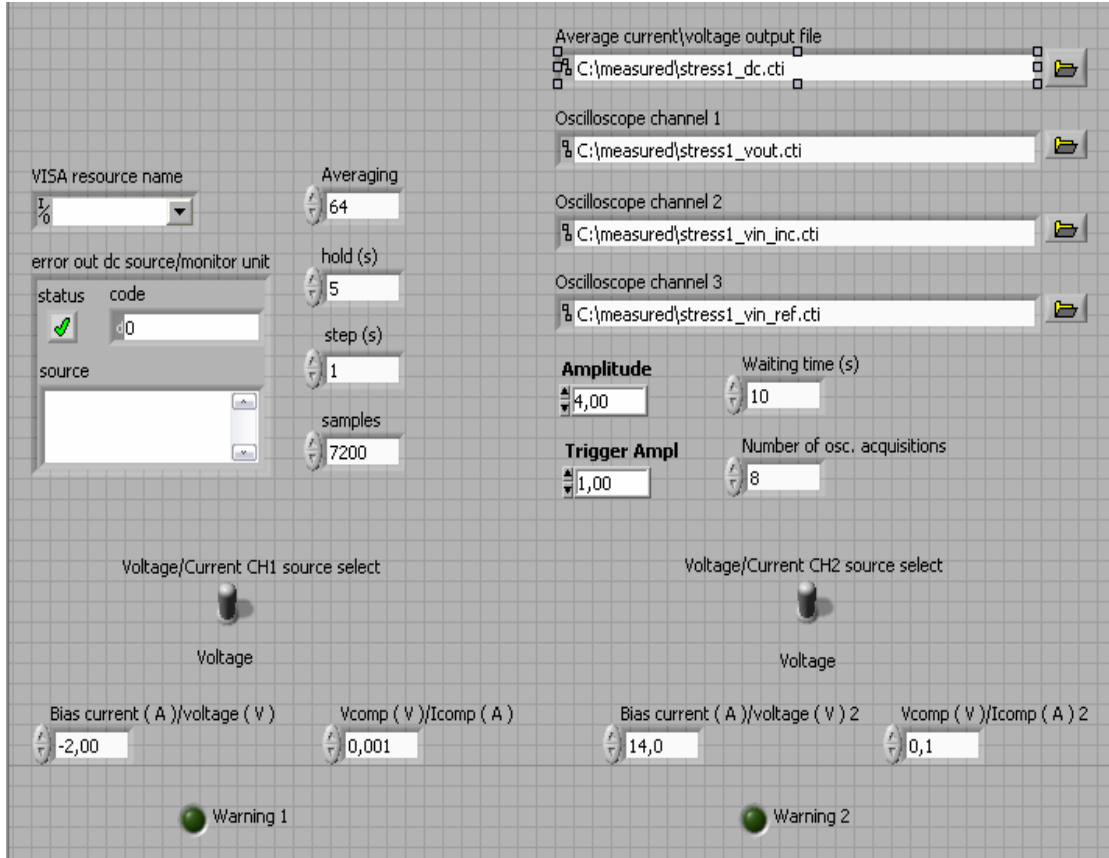 Average current\voltage output file
C:\measured\stress1_dc.cti
Oscilloscope channel 1
C:\measured\stress1_vout.cti
VISA resource name
Averaging
64
Oscilloscope channel 2
C:\measured\stress1_vin_inc.cti
error out dc source/monitor unit
status
code
d0
source
hold (s)
5
step (s)
1
samples
7200
Oscilloscope channel 3
C:\measured\stress1_vin_ref.cti
Amplitude
4,00
Waiting time (s)
10
Trigger Ampl
1,00
Number of osc. acquisitions
8
Voltage/Current CH1 source select
Voltage
Voltage/Current CH2 source select
Voltage
Bias current ( A )/voltage ( V )
-2,00
Vcomp ( V )/Icomp ( A )
0,001
Bias current ( A )/voltage ( V ) 2
14,0
Vcomp ( V )/Icomp ( A ) 2
0,1
Warning 1
Warning 2